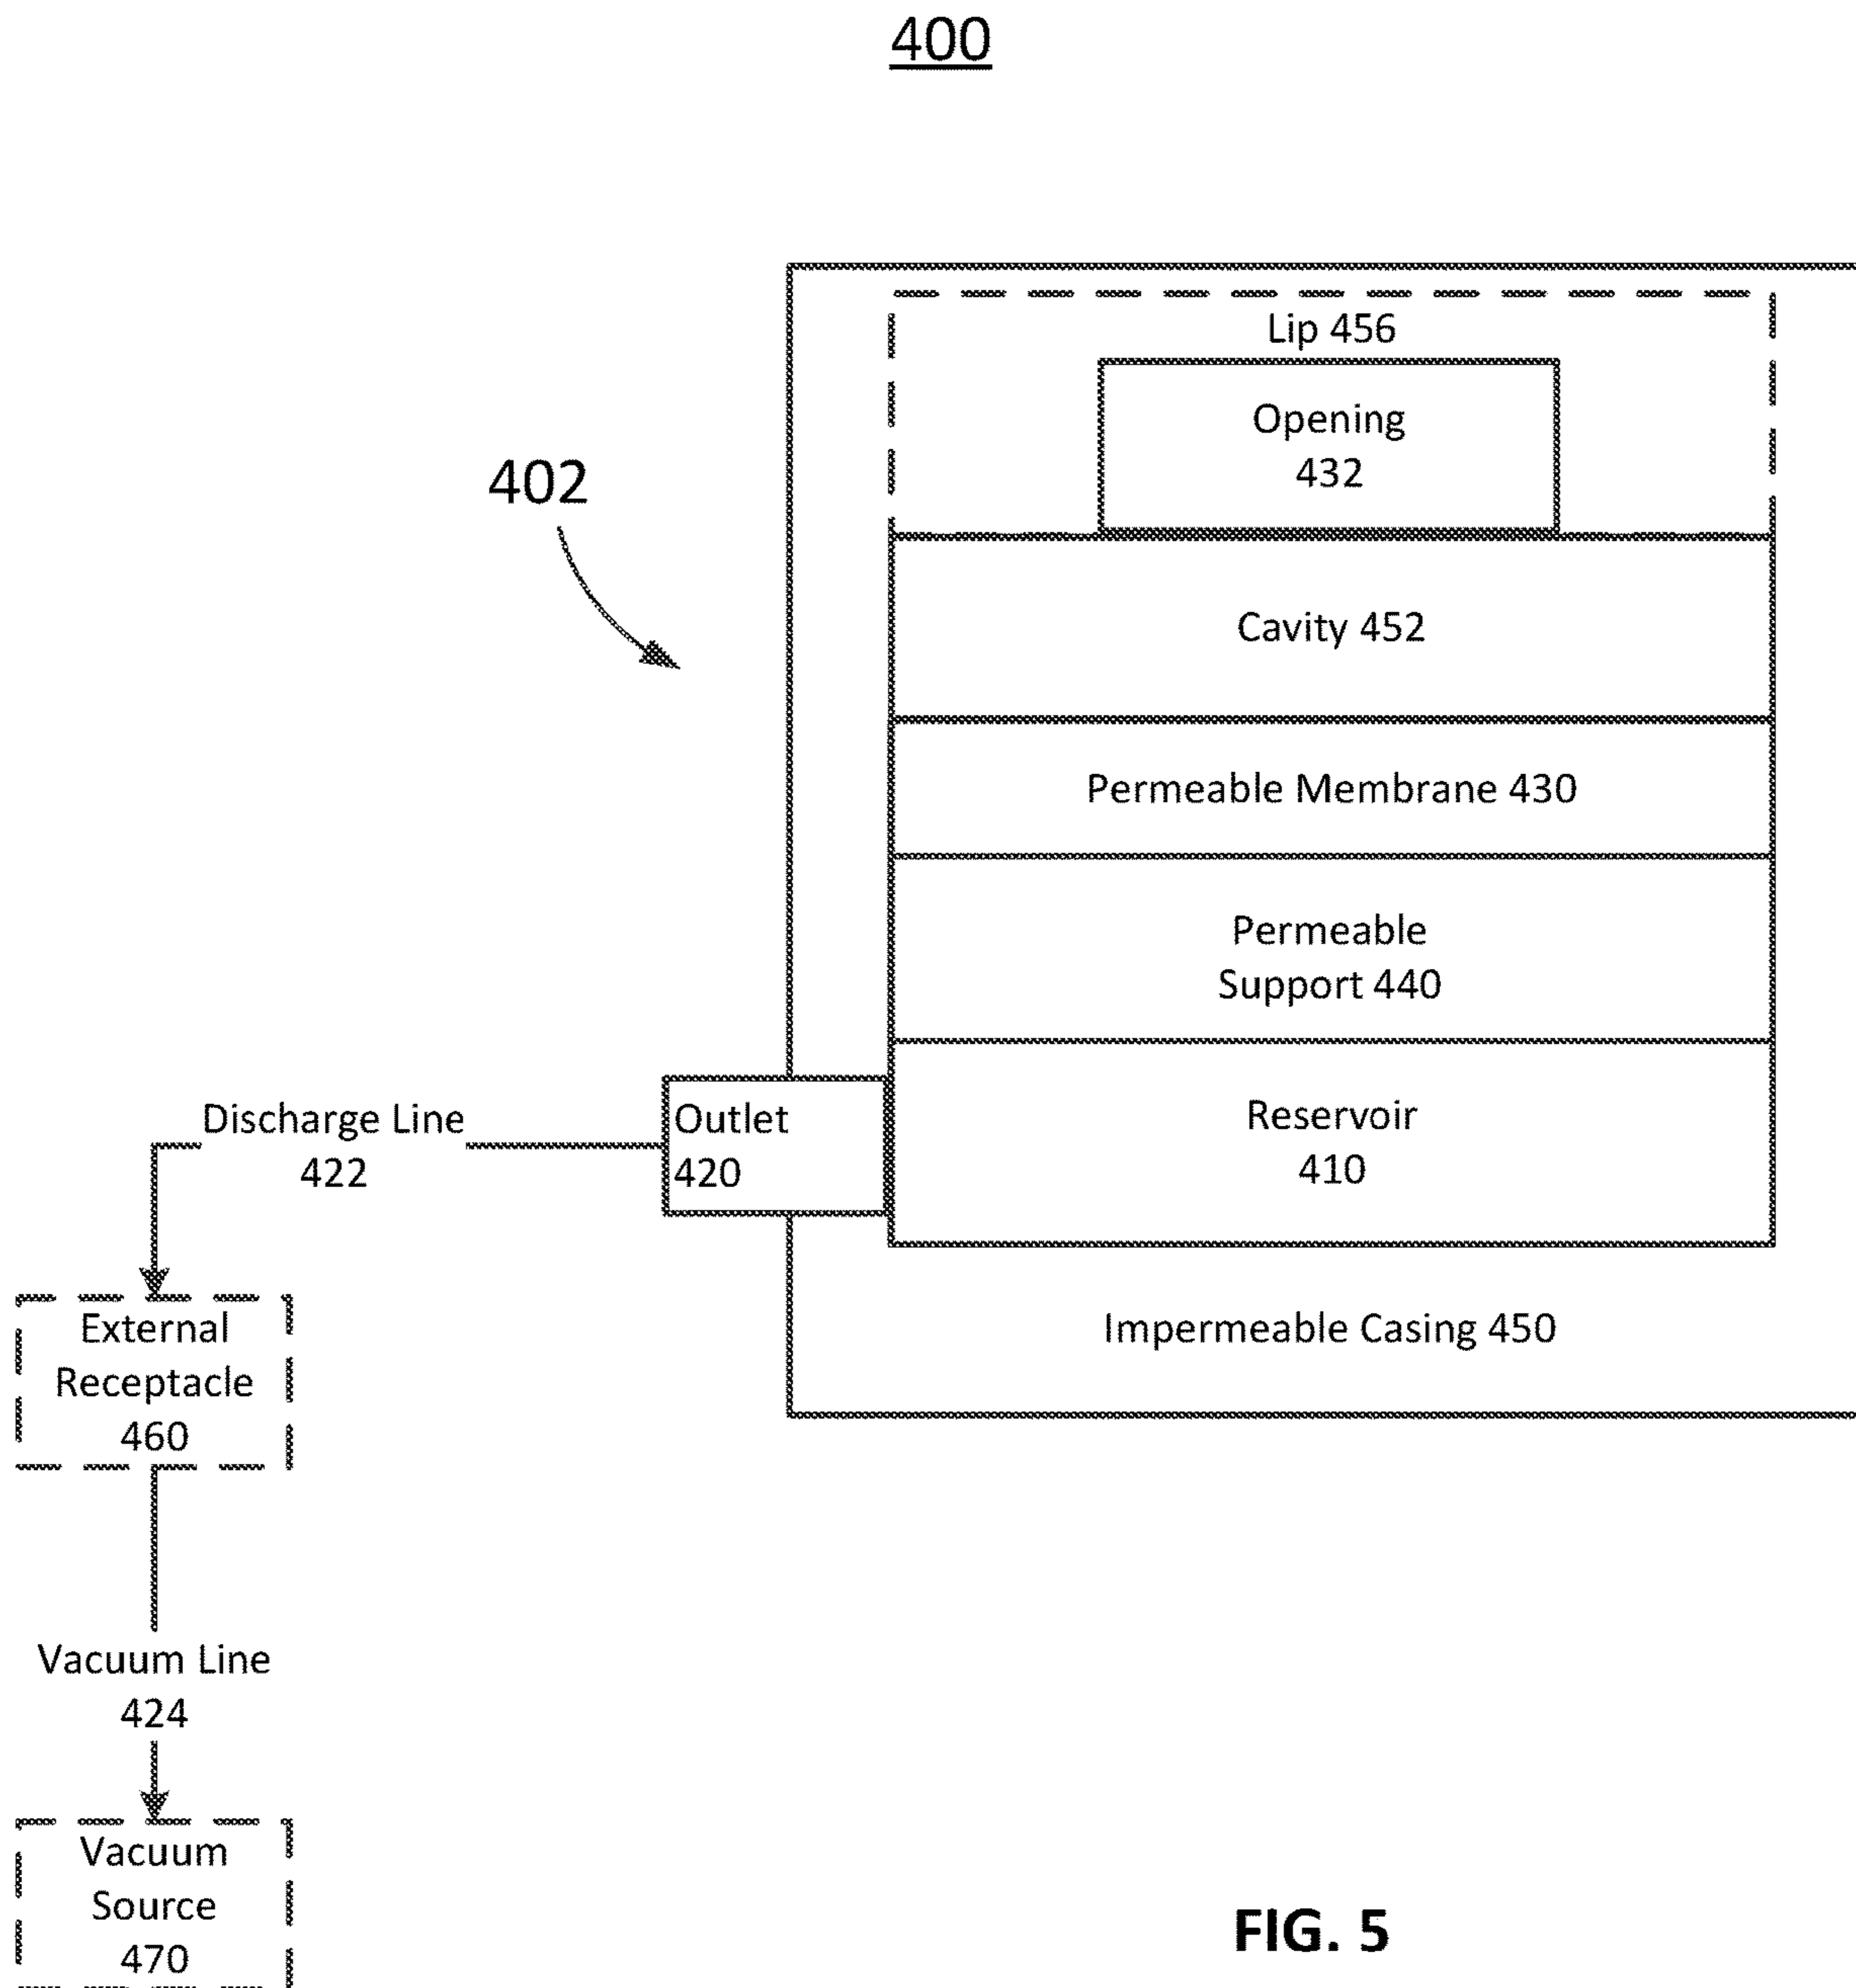 400
Lip 456
Opening
432
402
Cavity 452
Permeable Membrane 430
Permeable
Support 440
Discharge Line
422
Outlet
420
Reservoir
410
Impermeable Casing 450
External
Receptacle
460
Vacuum Line
424
Vacuum
Source
470
FIG. 5